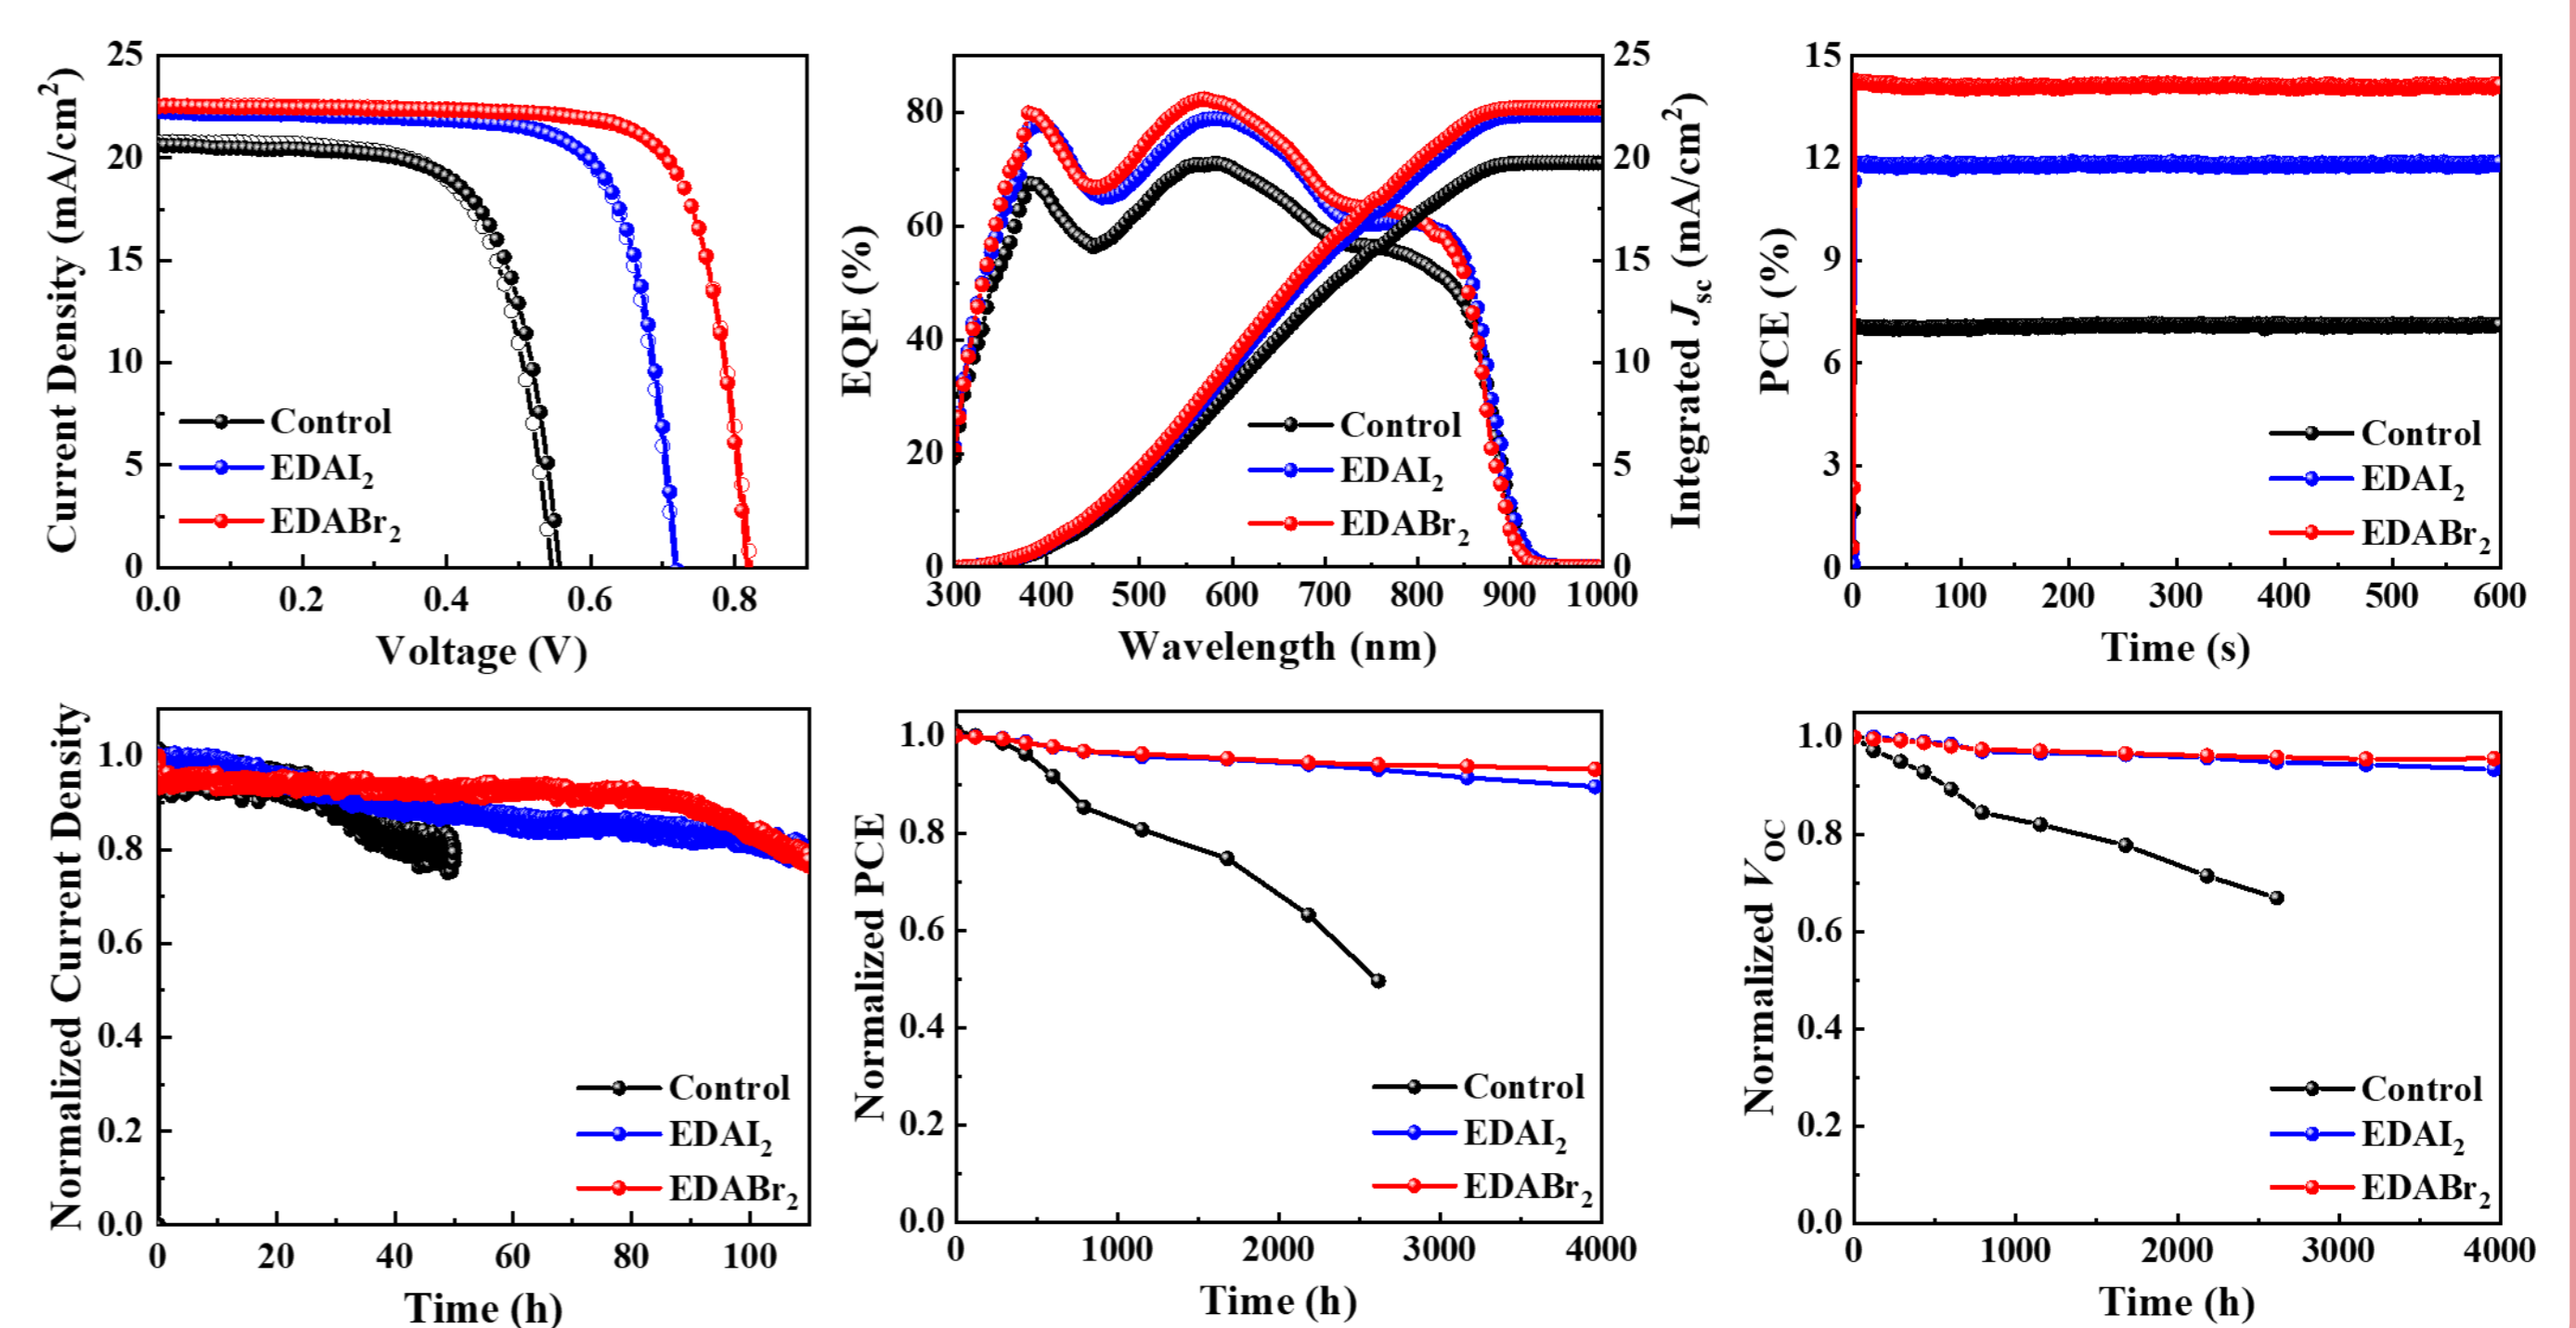 Current Density (mA/cm²)
25
20
15
10
5
0
0.0 0.2 0.4 0.6 0.8
Voltage (V)
Control
EDAI₂
EDABr₂
EQE (%)
80
60
40
20
0
300 400 500 600 700 800 900 1000
Wavelength (nm)
25
20
15
10
5
0
Integrated Jsc (mA/cm²)
Control
EDAI₂
EDABr₂
PCE (%)
15
12
9
6
3
0
0 100 200 300 400 500 600
Time (s)
Control
EDAI₂
EDABr₂
Normalized Current Density
1.0
0.8
0.6
0.4
0.2
0.0
0 20 40 60 80 100
Time (h)
Control
EDAI₂
EDABr₂
Normalized PCE
1.0
0.8
0.6
0.4
0.2
0.0
0 1000 2000 3000 4000
Time (h)
Control
EDAI₂
EDABr₂
Normalized VOC
1.0
0.8
0.6
0.4
0.2
0.0
0 1000 2000 3000 4000
Time (h)
Control
EDAI₂
EDABr₂